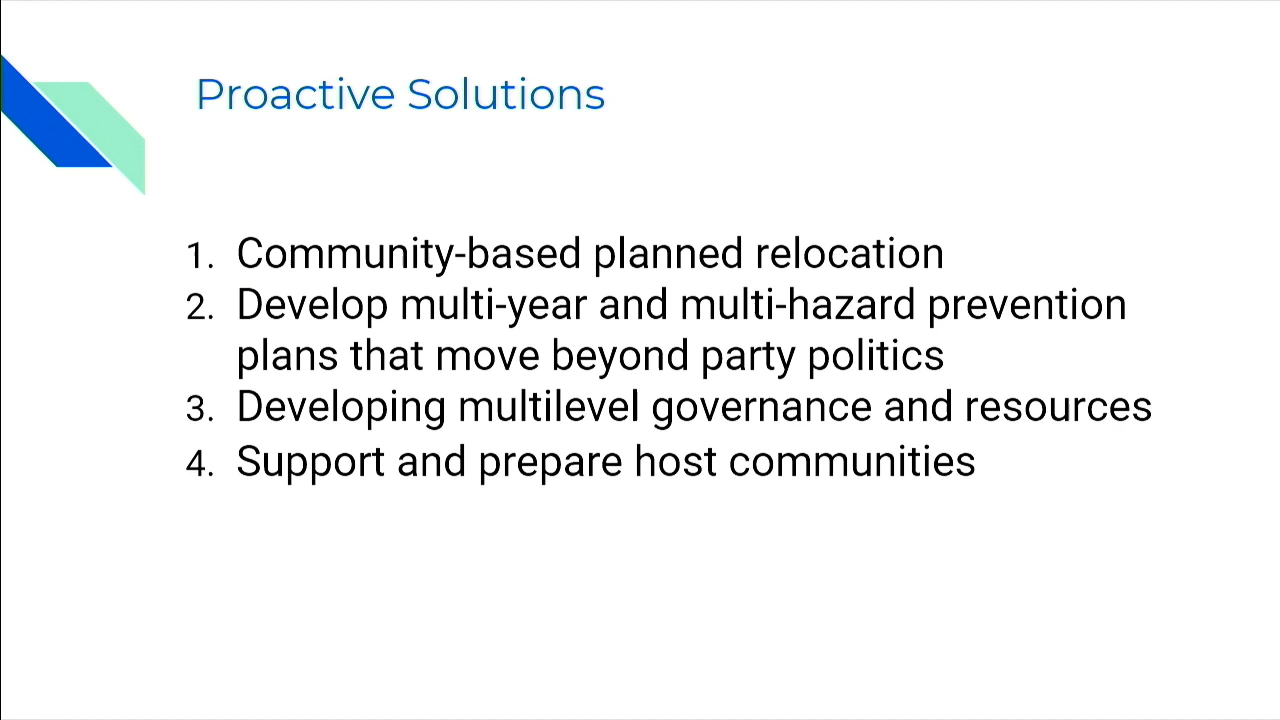 Proactive Solutions
1. Community-based planned relocation
2. Develop multi-year and multi-hazard prevention
plans that move beyond party politics
3. Developing multilevel governance and resources
4. Support and prepare host communities